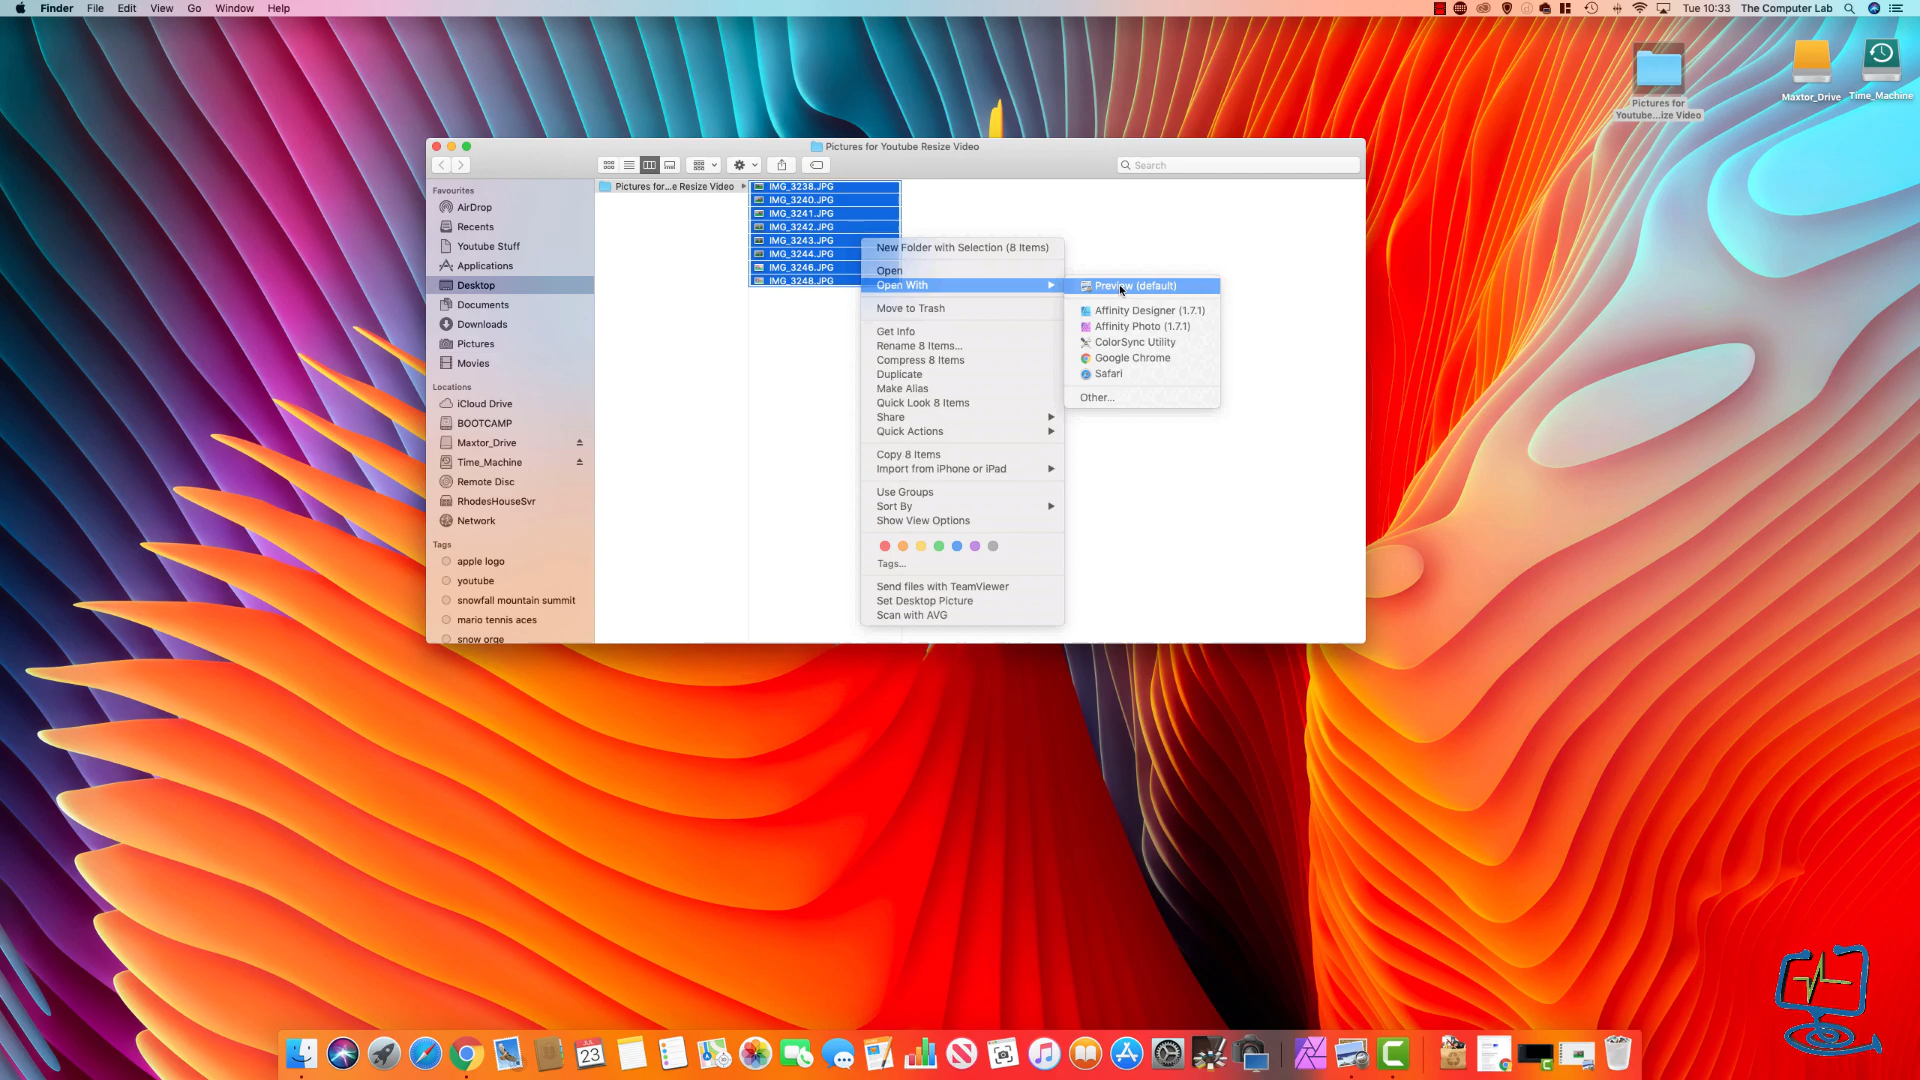 Finder File Edit View Go Window Help
Tue 10:33 The Computer Lab
Pictures for
Youtube...ize Video
Maxtor_Drive
Time_Machine
Pictures for Youtube Resize Video
Search
Favourites
AirDrop
Recents
Youtube Stuff
Applications
Desktop
Documents
Downloads
Pictures
Movies
Locations
iCloud Drive
BOOTCAMP
Maxtor_Drive
Time_Machine
Remote Disc
RhodesHouseSvr
Network
Tags
apple logo
youtube
snowfall mountain summit
mario tennis aces
snow orge
Pictures for...e Resize Video
IMG_3238.JPG
IMG_3240.JPG
IMG_3241.JPG
IMG_3242.JPG
IMG_3243.JPG
IMG_3244.JPG
IMG_3246.JPG
IMG_3248.JPG
New Folder with Selection (8 Items)
Open
Open With
Move to Trash
Get Info
Rename 8 Items...
Compress 8 Items
Duplicate
Make Alias
Quick Look 8 Items
Share
Quick Actions
Copy 8 Items
Import from iPhone or iPad
Use Groups
Sort By
Show View Options
Tags...
Send files with TeamViewer
Set Desktop Picture
Scan with AVG
Preview (default)
Affinity Designer (1.7.1)
Affinity Photo (1.7.1)
ColorSync Utility
Google Chrome
Safari
Other...
JUL
23